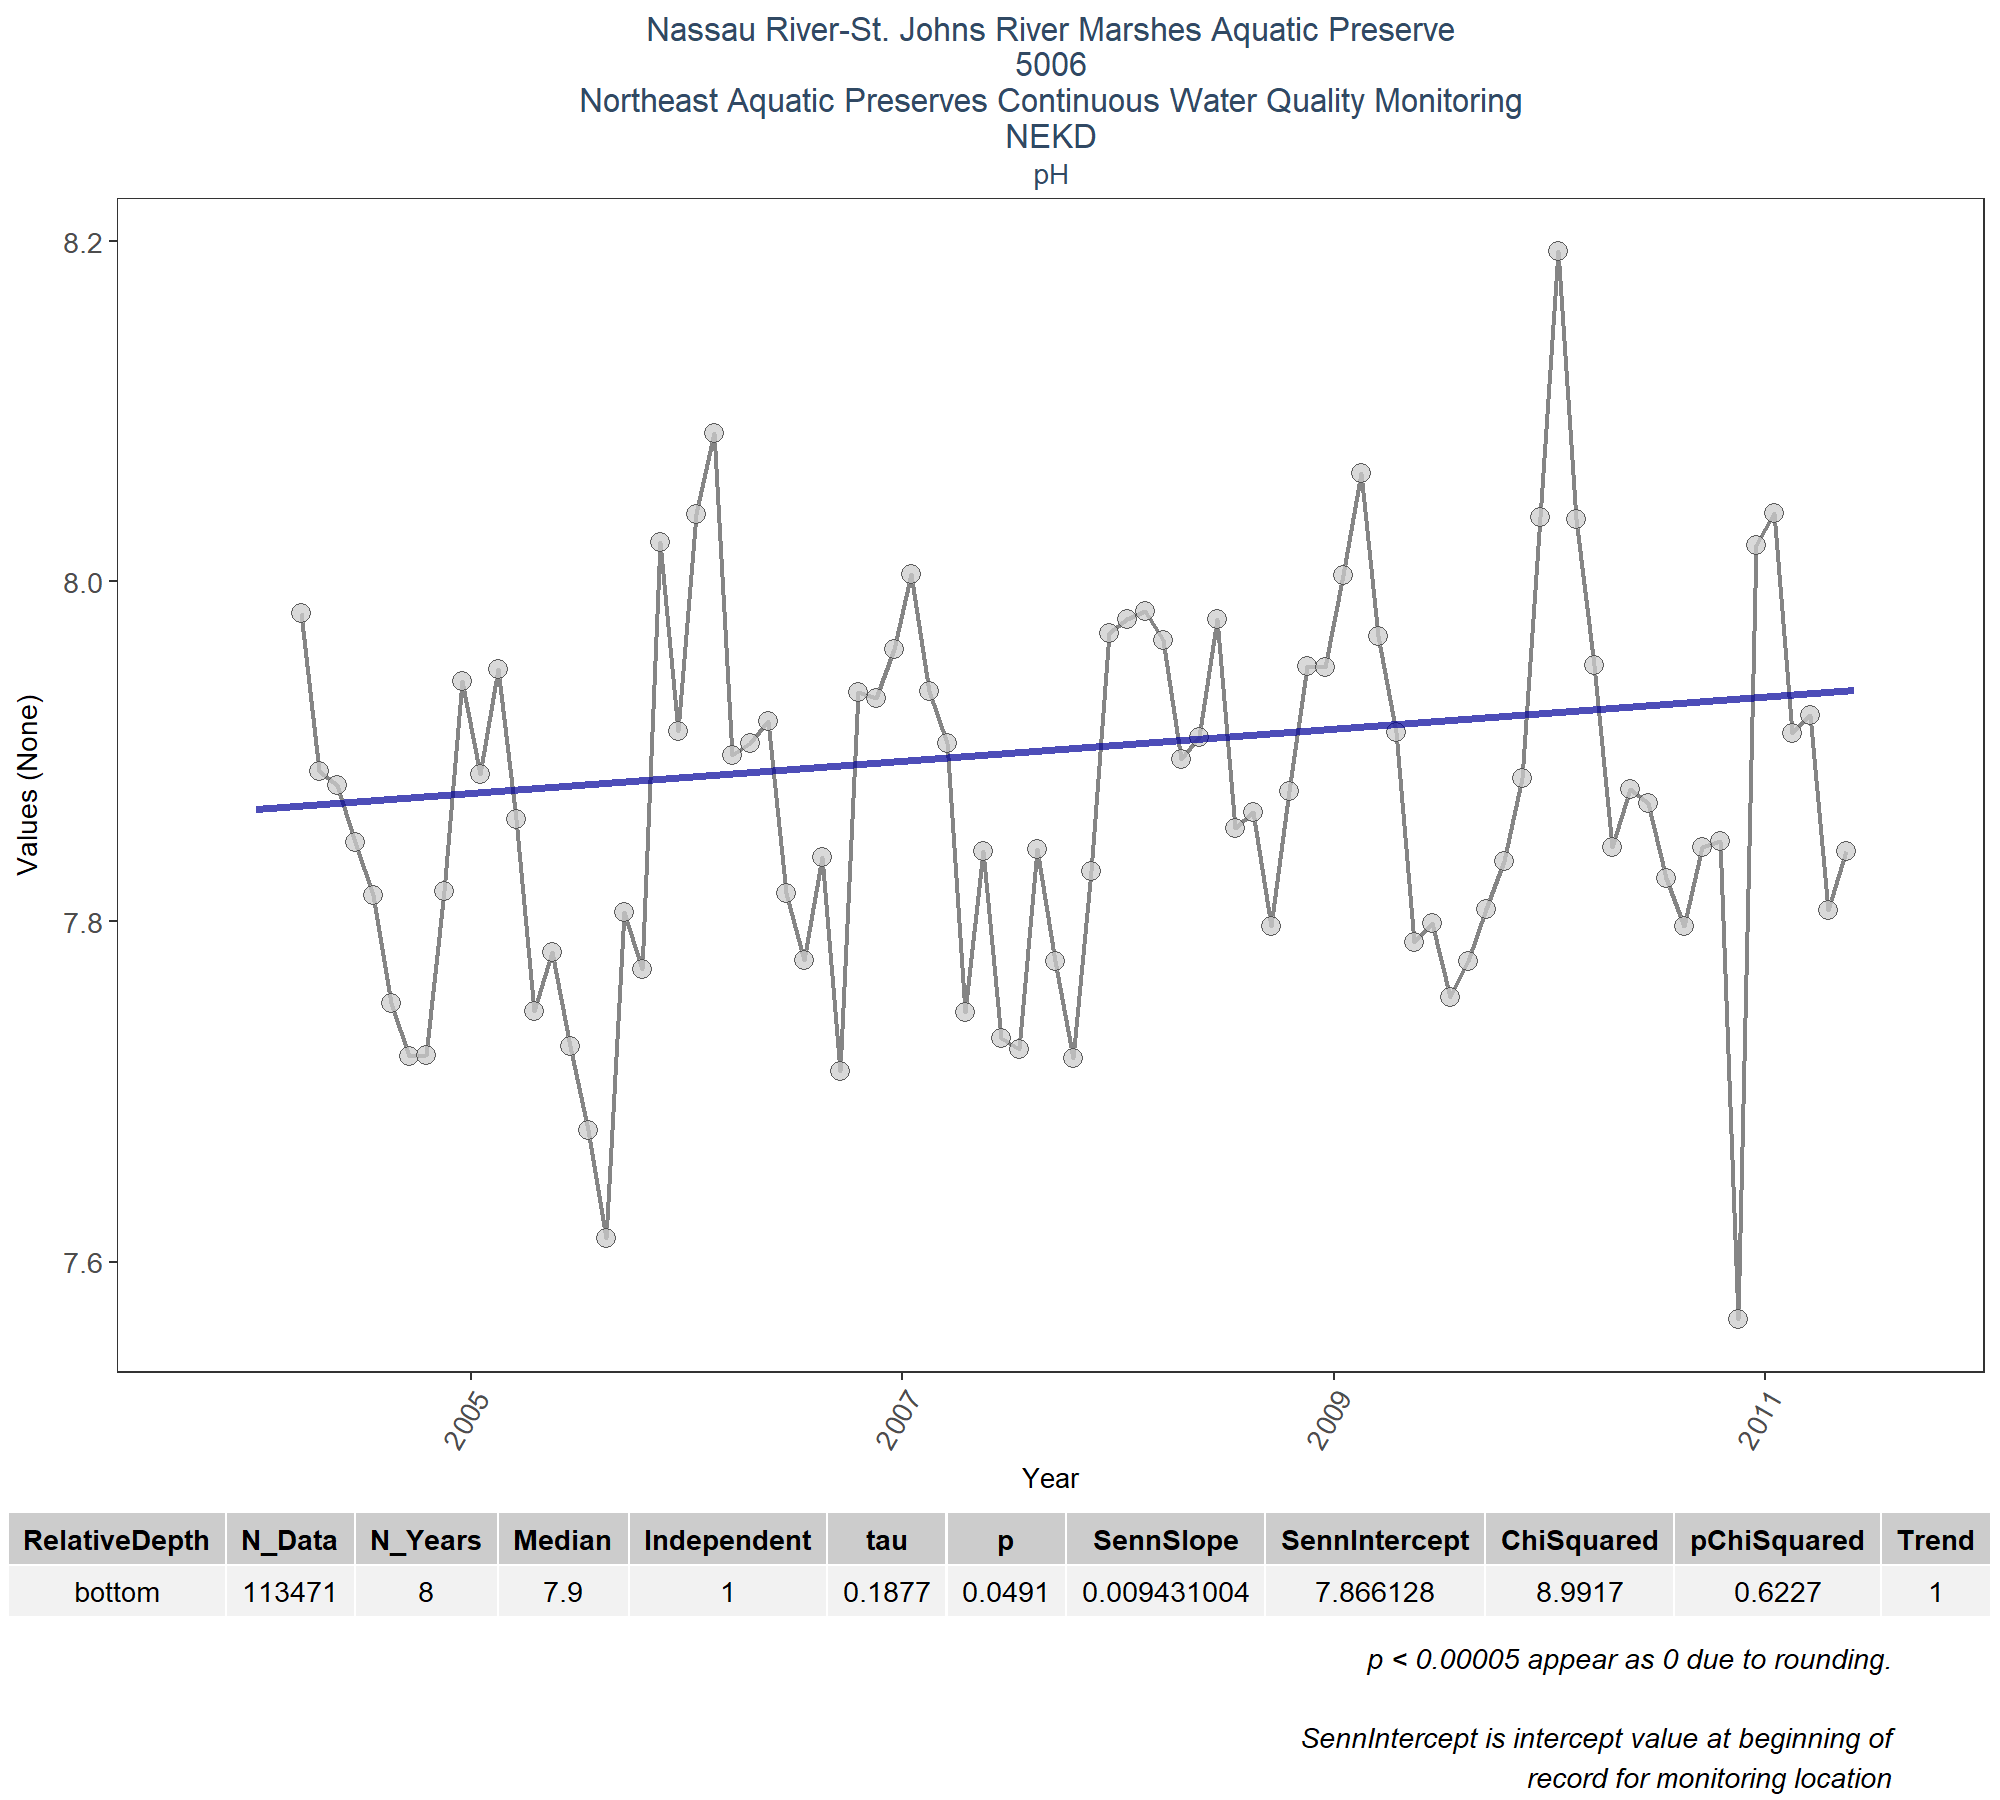 Nassau River-St. Johns River Marshes Aquatic Preserve
5006
Northeast Aquatic Preserves Continuous Water Quality Monitoring
NEKD
pH
8.2
8.0
7.8
7.6
Values (None)
2005 2007 2009 2011
Year
RelativeDepth N_Data N_Years Median Independent tau p SennSlope SennIntercept ChiSquared pChiSquared Trend
bottom 113471 8 7.9 1 0.1877 0.0491 0.009431004 7.866128 8.9917 0.6227 1
p < 0.00005 appear as 0 due to rounding.
SennIntercept is intercept value at beginning of
record for monitoring location